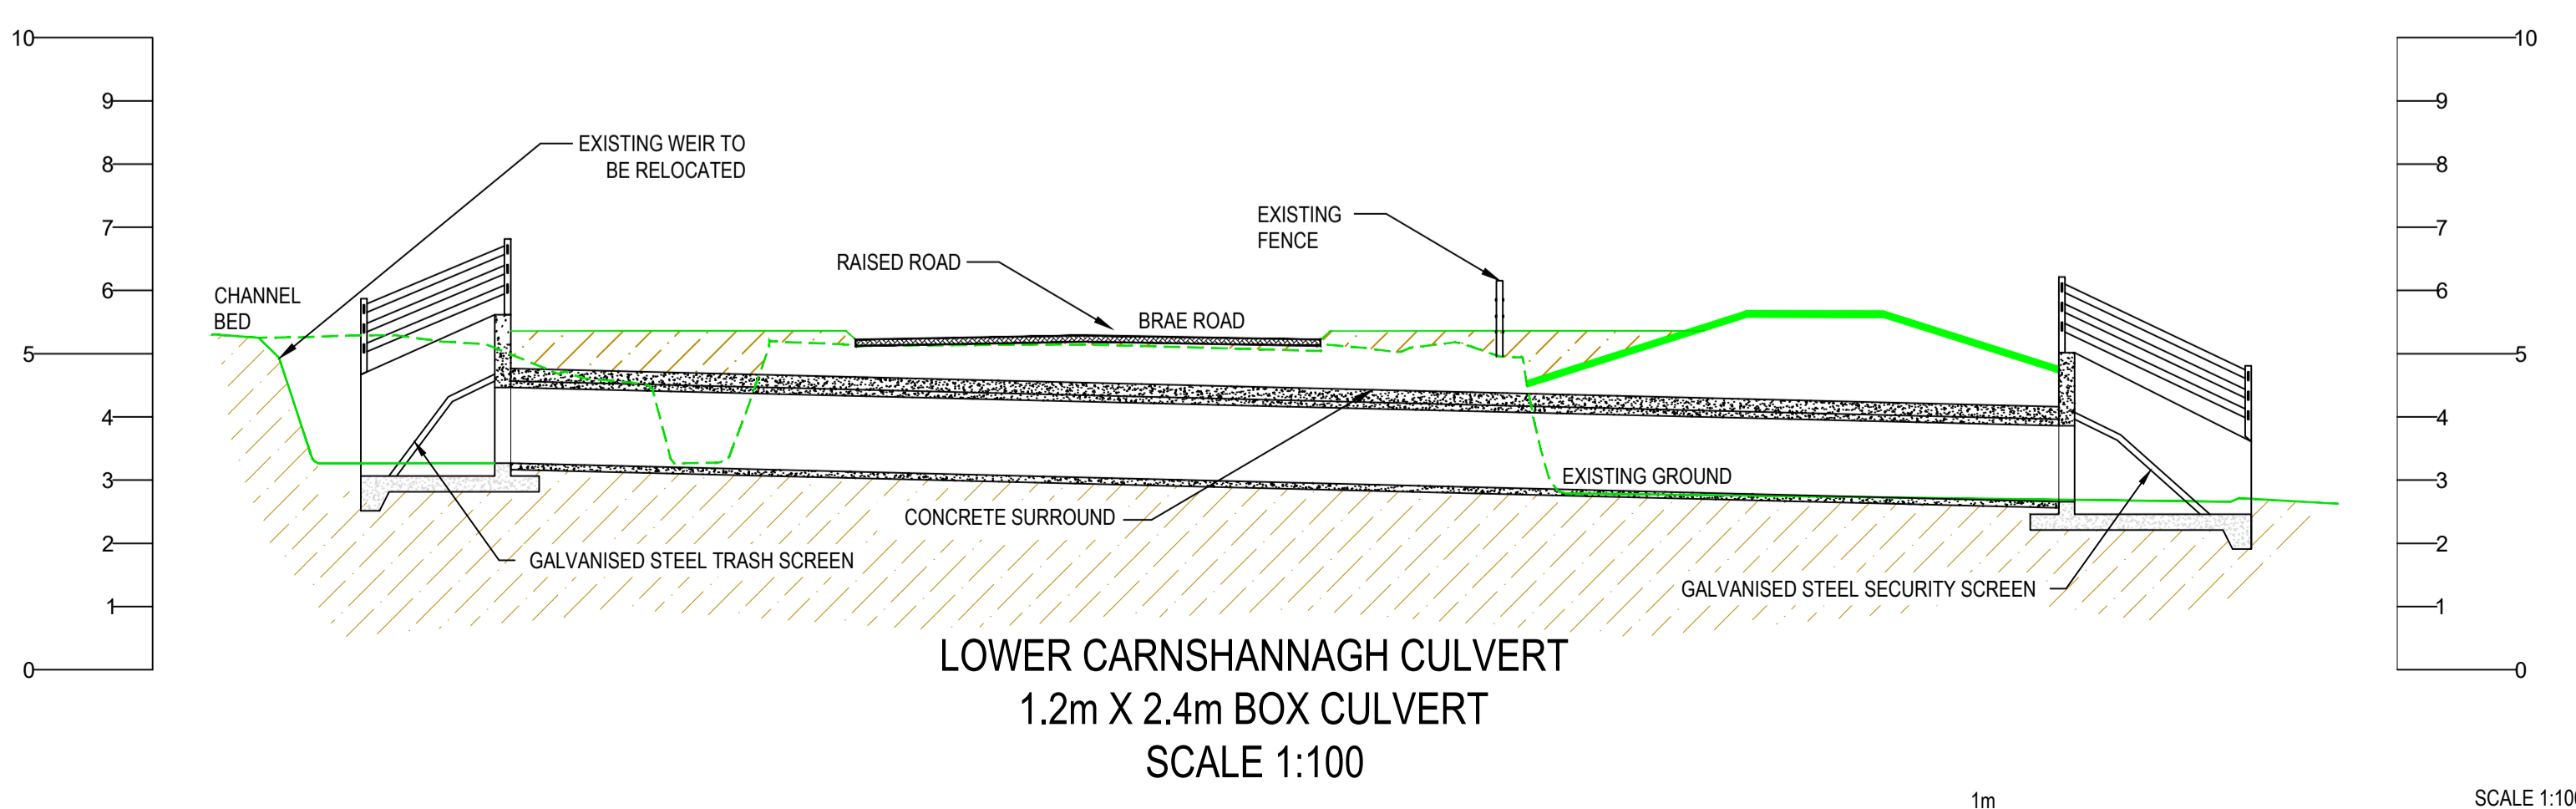 10
9
8
7
6
5
4
3
2
1
0
EXISTING WEIR TO
BE RELOCATED
CHANNEL
BED
RAISED ROAD
BRAE ROAD
EXISTING
FENCE
EXISTING GROUND
CONCRETE SURROUND
GALVANISED STEEL TRASH SCREEN
GALVANISED STEEL SECURITY SCREEN
10
9
8
7
6
5
4
3
2
1
0
LOWER CARNSHANNAGH CULVERT
1.2m X 2.4m BOX CULVERT
SCALE 1:100
1m
SCALE 1:100